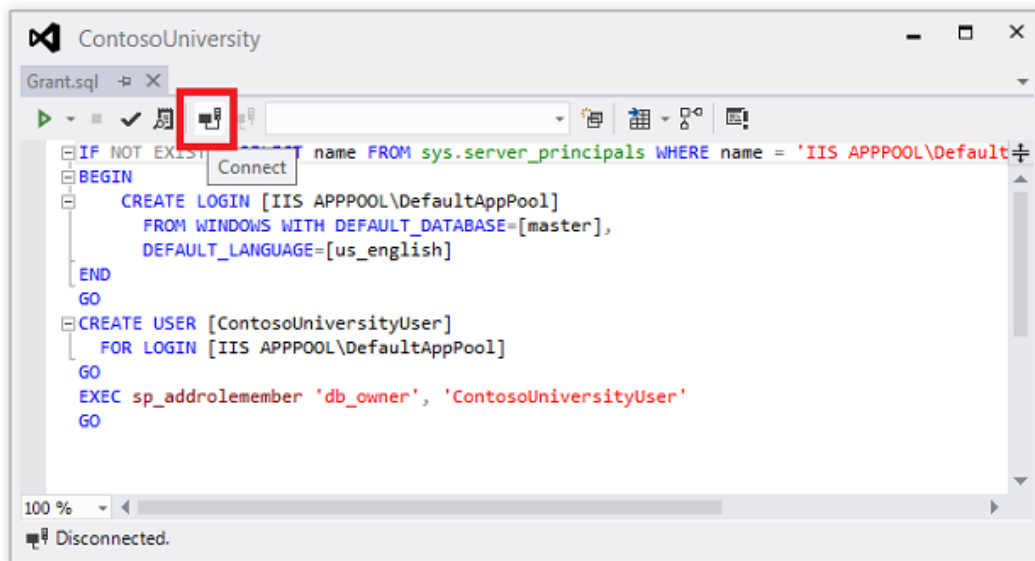 ContosoUniversity
Grant.sql
IF NOT EXIST SELECT name FROM sys.server_principals WHERE name = 'IIS APPPOOL\Default
Connect
BEGIN
CREATE LOGIN [IIS APPPOOL\DefaultAppPool]
FROM WINDOWS WITH DEFAULT_DATABASE=[master],
DEFAULT_LANGUAGE=[us_english]
END
GO
CREATE USER [ContosoUniversityUser]
FOR LOGIN [IIS APPPOOL\DefaultAppPool]
GO
EXEC sp_addrolemember 'db_owner', 'ContosoUniversityUser'
GO
100 %
Disconnected.